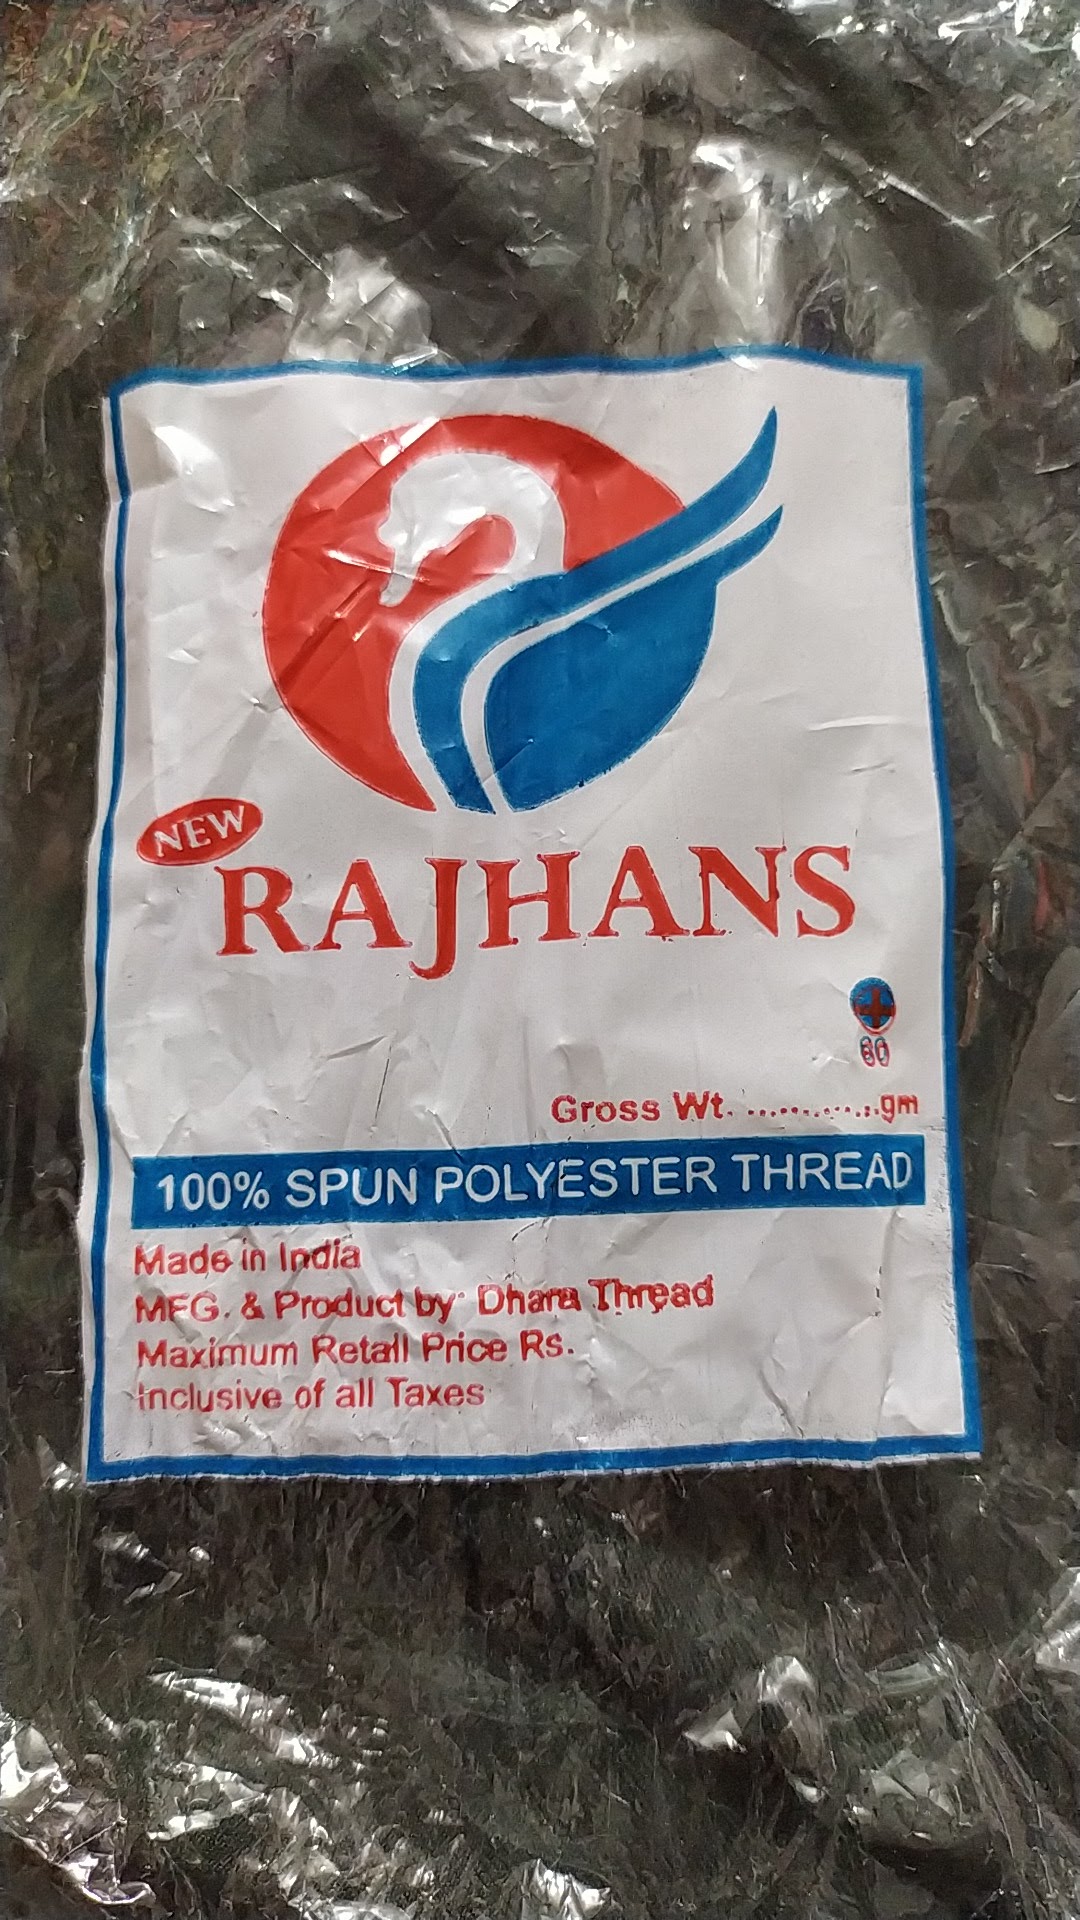 NEW
RAJHANS
60
Gross Wt. ..............gm
100% SPUN POLYESTER THREAD
Made in India
MFG. & Product by: Dhara Thread
Maximum Retail Price Rs.
Inclusive of all Taxes